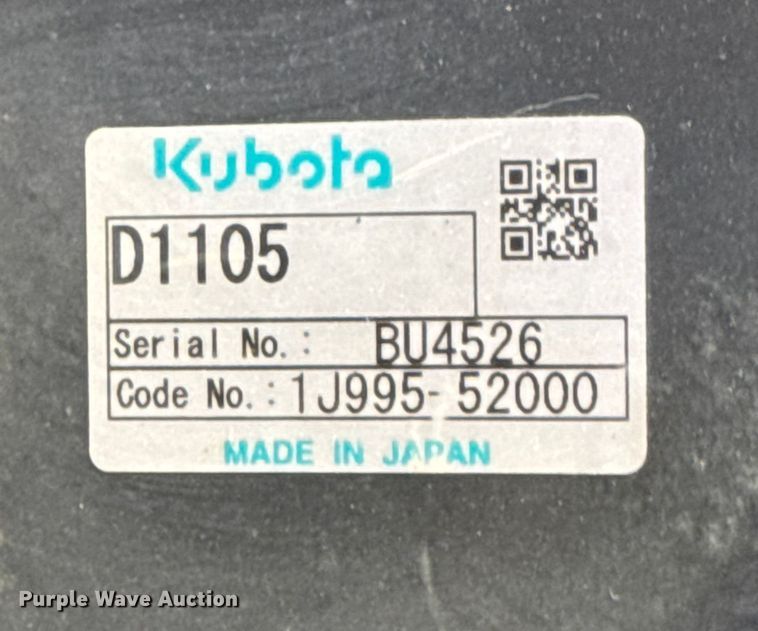 Kubota
D1105
Serial No.: BU4526
Code No.: 1J995-52000
MADE IN JAPAN
Purple Wave Auction